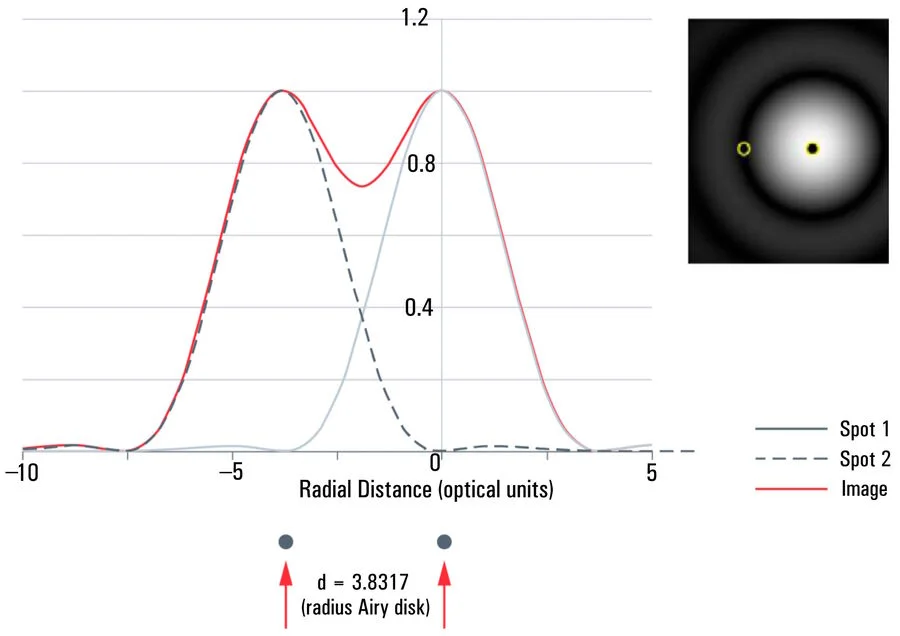 1.2
0.8
0.4
0
–10
–5
5
Radial Distance (optical units)
Spot 1
Spot 2
Image
d = 3.8317
(radius Airy disk)